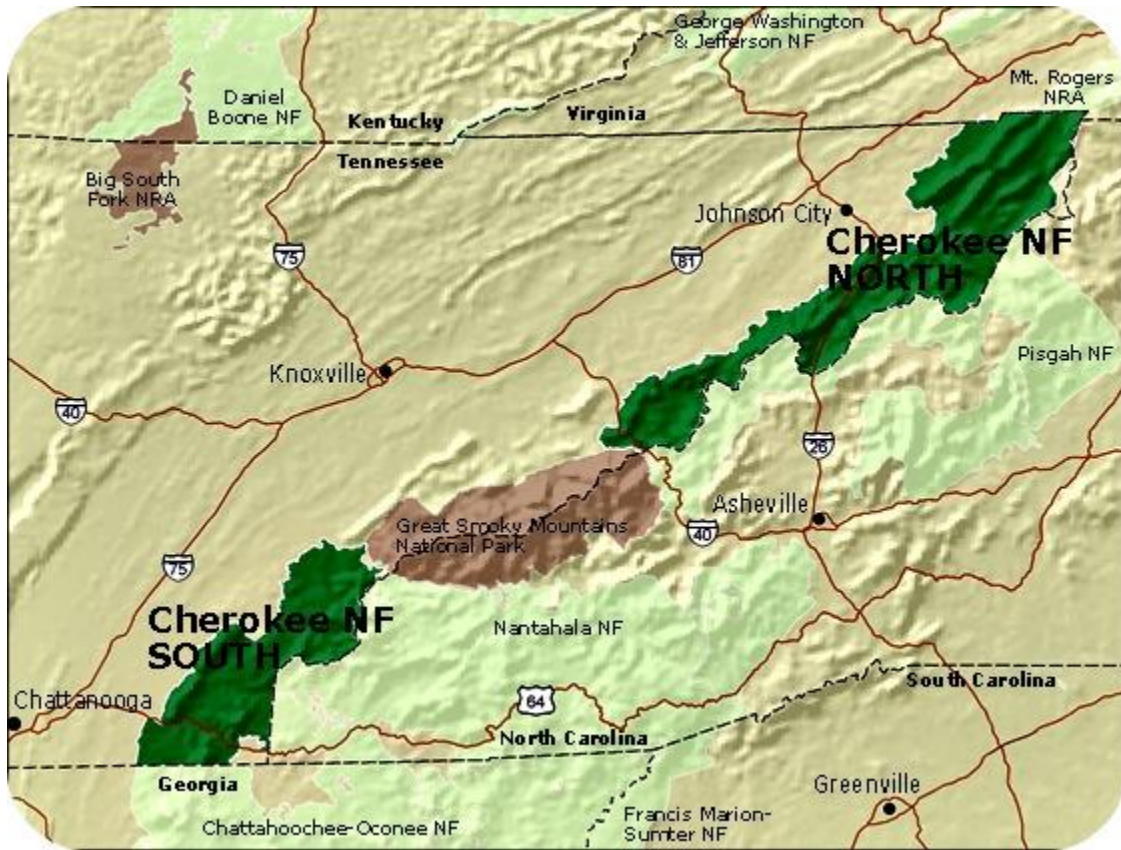 George Washington
& Jefferson NF
Mt. Rogers
NRA
Daniel
Boone NF
Kentucky
Virginia
Tennessee
Big South
Fork NRA
Johnson City
Cherokee NF
NORTH
75
81
Pisgah NF
Knoxville
40
26
Asheville
Great Smoky Mountains
National Park
40
75
Cherokee NF
SOUTH
Nantahala NF
South Carolina
Chattanooga
64
North Carolina
Georgia
Greenville
Francis Marion-
Sumter NF
Chattahoochee-Oconee NF